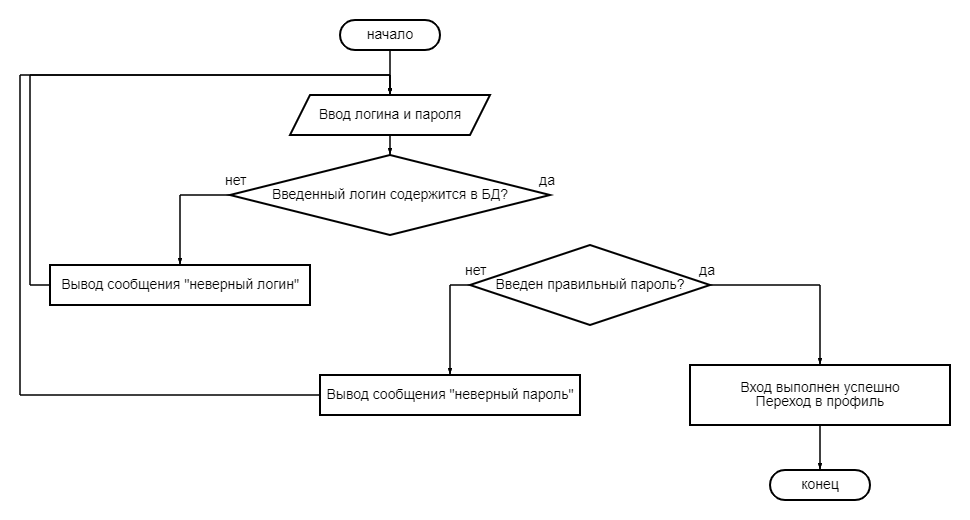 начало
Ввод логина и пароля
нет
да
Введенный логин содержится в БД?
нет
да
Вывод сообщения "неверный логин"
Введен правильный пароль?
Вывод сообщения "неверный пароль"
Вход выполнен успешно
Переход в профиль
конец